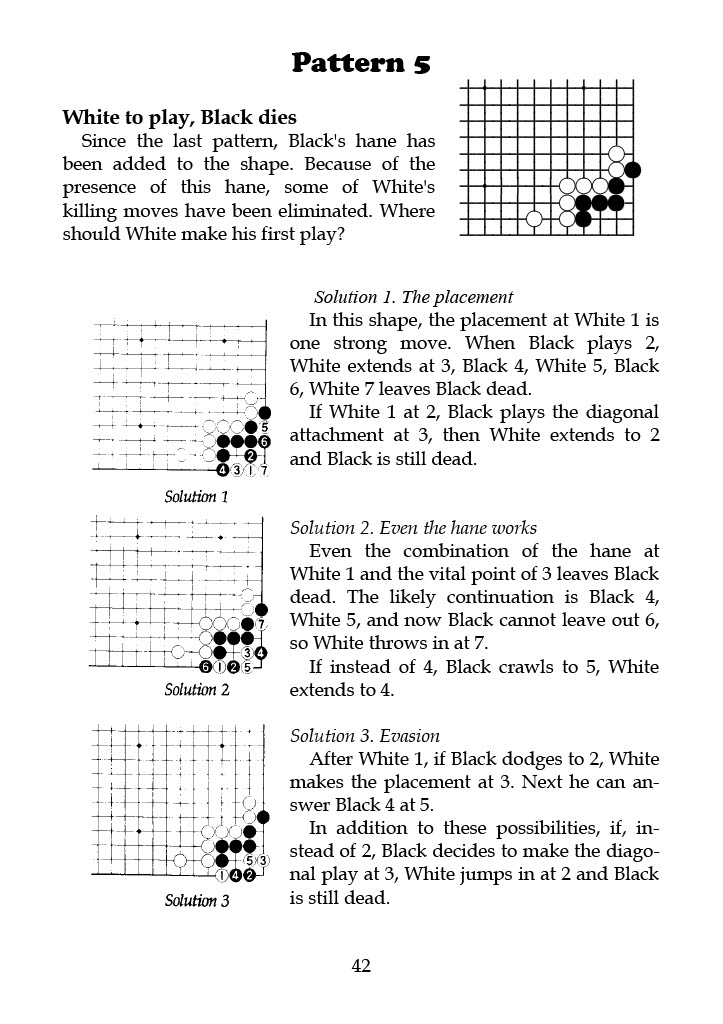 Pattern 5
White to play, Black dies
Since the last pattern, Black's hane has
been added to the shape. Because of the
presence of this hane, some of White's
killing moves have been eliminated. Where
should White make his first play?
Solution 1. The placement
In this shape, the placement at White 1 is
one strong move. When Black plays 2,
White extends at 3, Black 4, White 5, Black
6, White 7 leaves Black dead.
If White 1 at 2, Black plays the diagonal
attachment at 3, then White extends to 2
and Black is still dead.
5
6
2
4 3 1 7
Solution 1
Solution 2. Even the hane works
Even the combination of the hane at
White 1 and the vital point of 3 leaves Black
dead. The likely continuation is Black 4,
White 5, and now Black cannot leave out 6,
so White throws in at 7.
If instead of 4, Black crawls to 5, White
extends to 4.
7
3 4
6 1 2 5
Solution 2
Solution 3. Evasion
After White 1, if Black dodges to 2, White
makes the placement at 3. Next he can an-
swer Black 4 at 5.
In addition to these possibilities, if, in-
stead of 2, Black decides to make the diago-
nal play at 3, White jumps in at 2 and Black
is still dead.
5 3
1 4 2
Solution 3
42